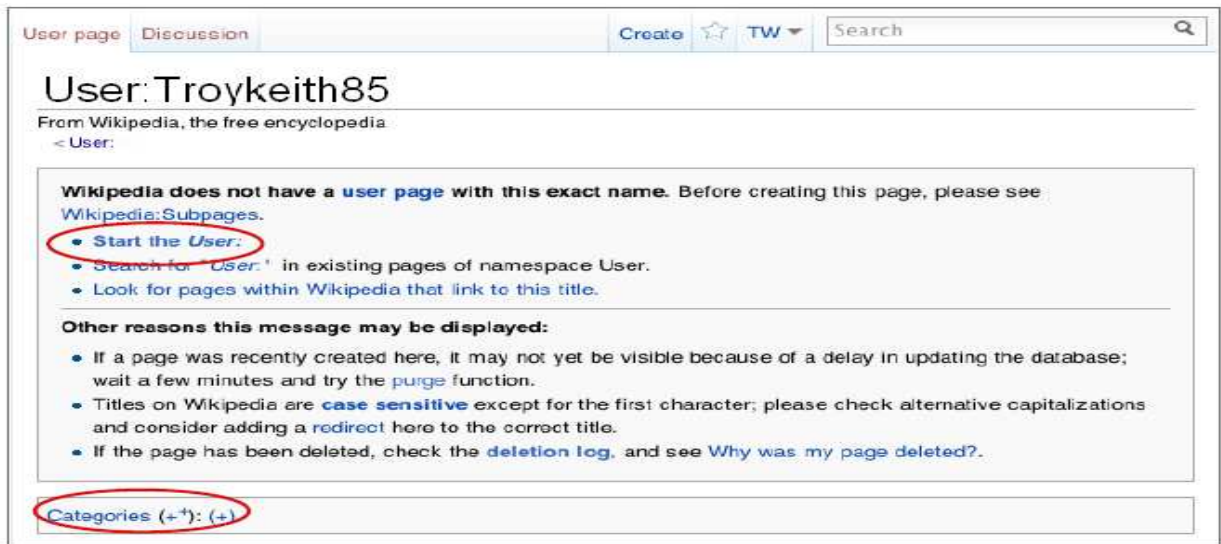 User page Discussion Create TW Search
User:Troykeith85
From Wikipedia, the free encyclopedia
< User:
Wikipedia does not have a user page with this exact name. Before creating this page, please see
Wikipedia:Subpages.
• Start the User:
• Search for "User:" in existing pages of namespace User.
• Look for pages within Wikipedia that link to this title.
Other reasons this message may be displayed:
• If a page was recently created here, it may not yet be visible because of a delay in updating the database;
wait a few minutes and try the purge function.
• Titles on Wikipedia are case sensitive except for the first character; please check alternative capitalizations
and consider adding a redirect here to the correct title.
• If the page has been deleted, check the deletion log, and see Why was my page deleted?.
Categories (++): (+)